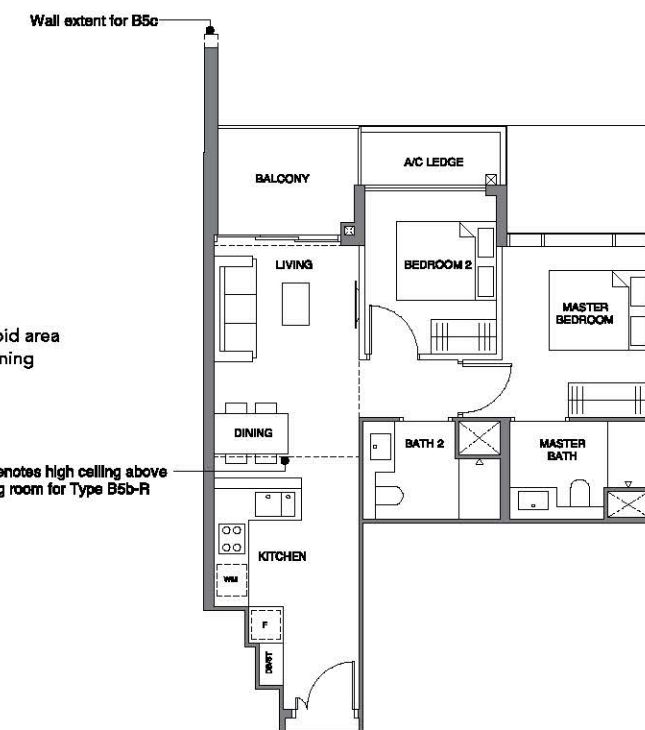 Wall extent for B5c
BALCONY
A/C LEDGE
LIVING
BEDROOM 2
MASTER
BEDROOM
oid area
ning
DINING
BATH 2
MASTER
BATH
enotes high ceiling above
g room for Type B5b-R
KITCHEN
WM
F
DB/ST